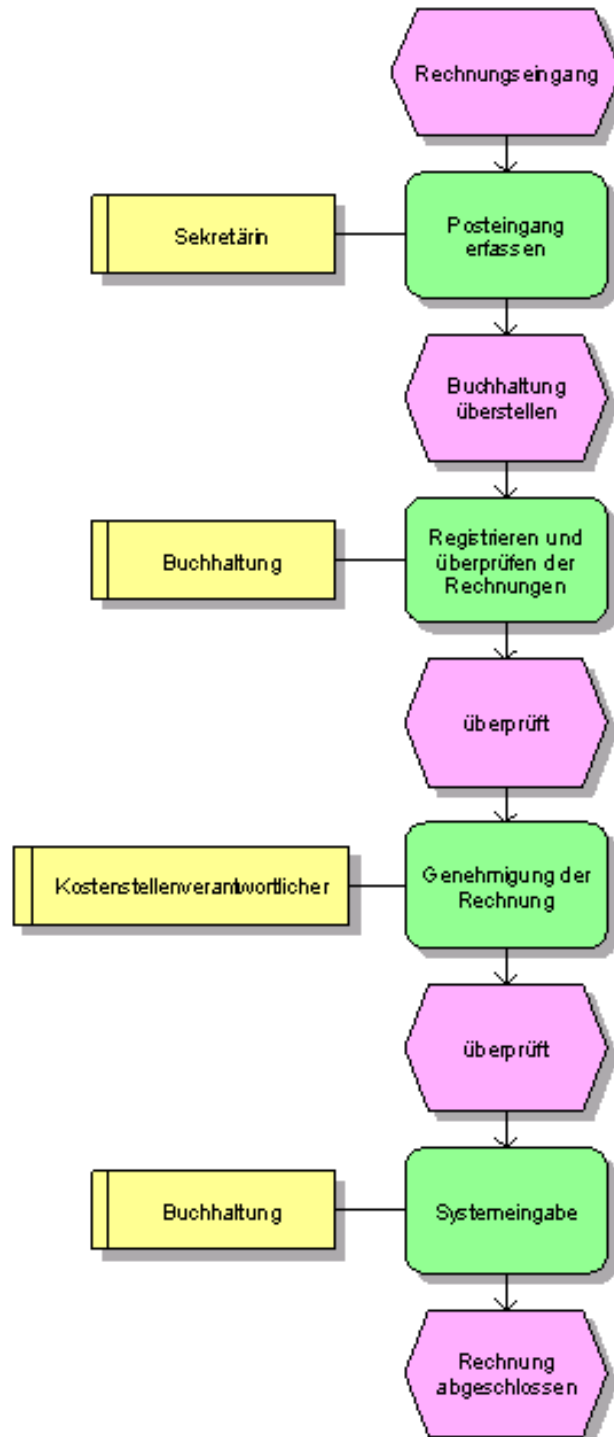 Rechnungseingang
Sekretärin
Posteingang
erfassen
Buchhaltung
überstellen
Buchhaltung
Registrieren und
überprüfen der
Rechnungen
überprüft
Kostenstellenverantwortlicher
Genehmigung der
Rechnung
überprüft
Buchhaltung
Systemeingabe
Rechnung
abgeschlossen